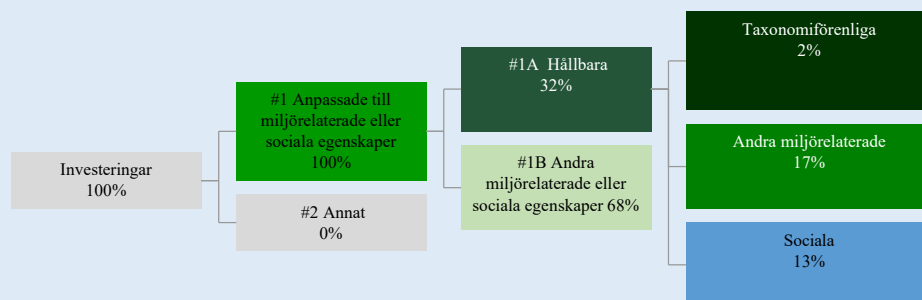 Investeringar
100%
#1 Anpassade till
miljörelaterade eller
sociala egenskaper
100%
#2 Annat
0%
#1A  Hållbara
32%
#1B Andra
miljörelaterade eller
sociala egenskaper 68%
Taxonomiförenliga
2%
Andra miljörelaterade
17%
Sociala
13%